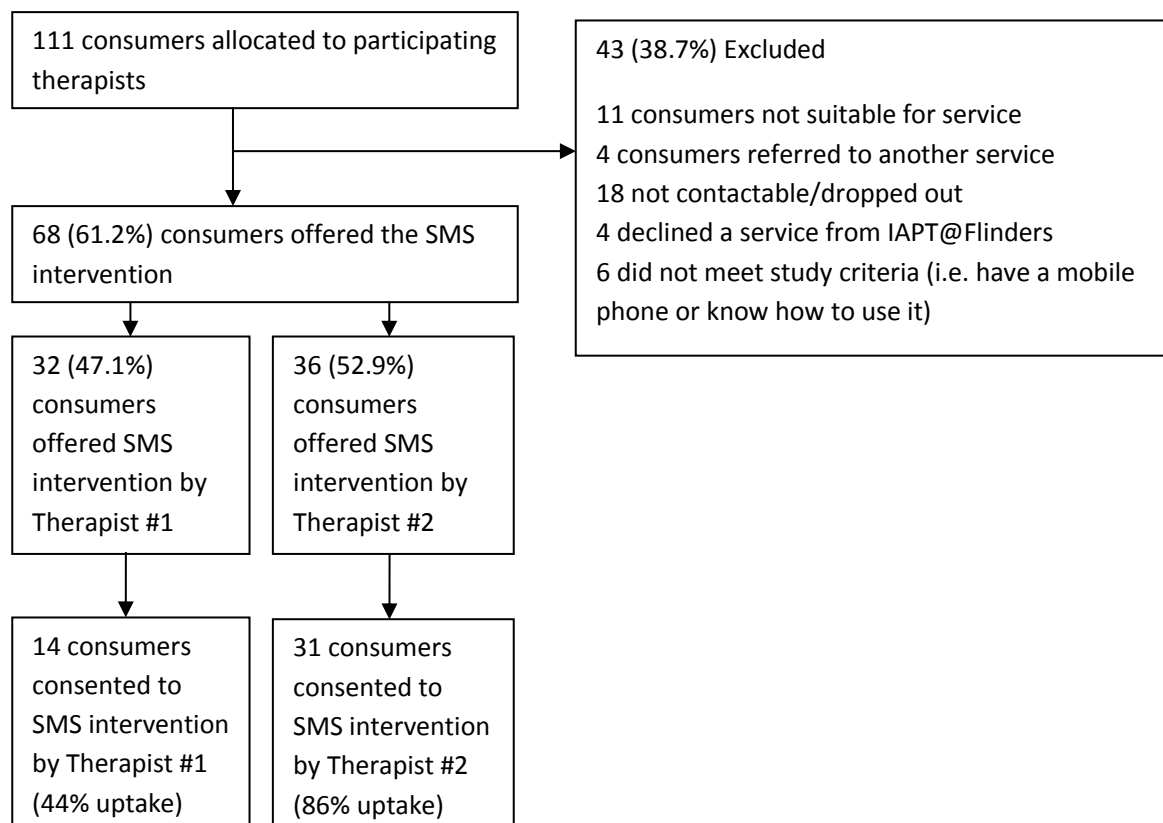 111 consumers allocated to participating
therapists
43 (38.7%) Excluded
11 consumers not suitable for service
4 consumers referred to another service
18 not contactable/dropped out
4 declined a service from IAPT@Flinders
6 did not meet study criteria (i.e. have a mobile
phone or know how to use it)
68 (61.2%) consumers offered the SMS
intervention
32 (47.1%)
consumers
offered SMS
intervention by
Therapist #1
36 (52.9%)
consumers
offered SMS
intervention by
Therapist #2
14 consumers
consented to
SMS intervention
by Therapist #1
(44% uptake)
31 consumers
consented to
SMS intervention
by Therapist #2
(86% uptake)